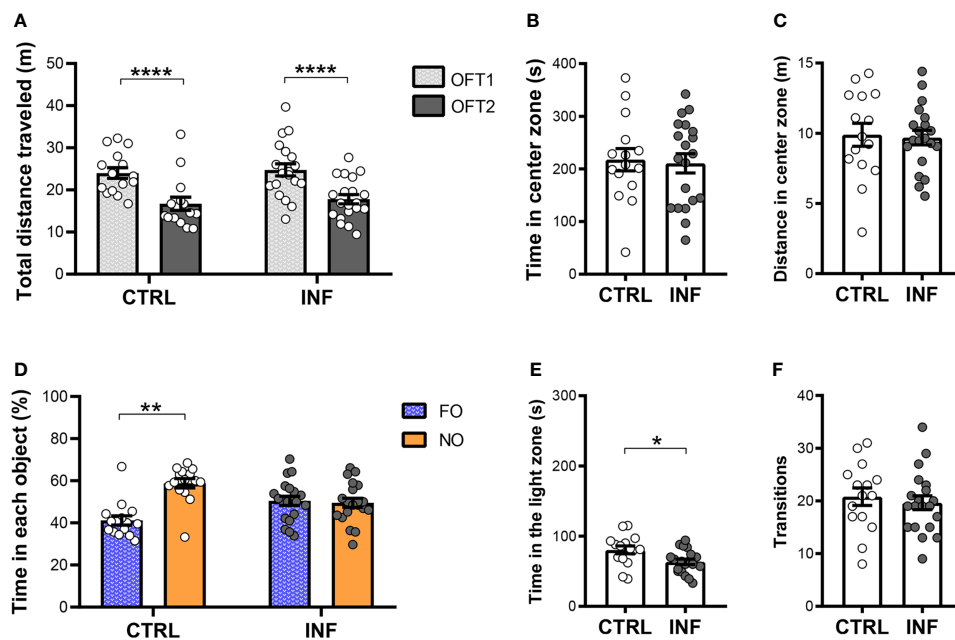 A
Total distance traveled (m)
50
40
30
20
10
0
****
****
CTRL
INF
OFT1
OFT2
B
Time in center zone (s)
400
300
200
100
0
CTRL
INF
C
Distance in center zone (m)
15
10
5
0
CTRL
INF
D
Time in each object (%)
100
80
60
40
20
0
**
CTRL
INF
FO
NO
E
Time in the light zone (s)
300
200
100
0
*
CTRL
INF
F
Transitions
40
30
20
10
0
CTRL
INF